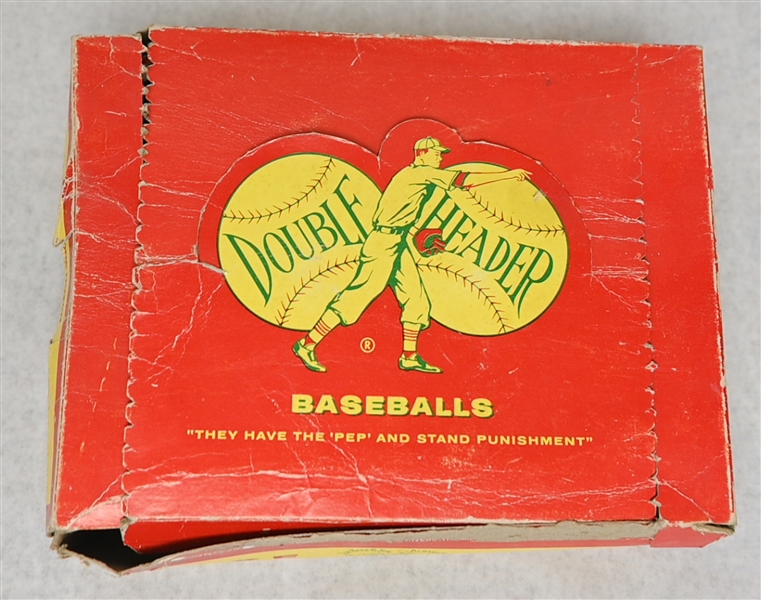 DOUBLE HEADER
®
BASEBALLS
"THEY HAVE THE 'PEP' AND STAND PUNISHMENT"